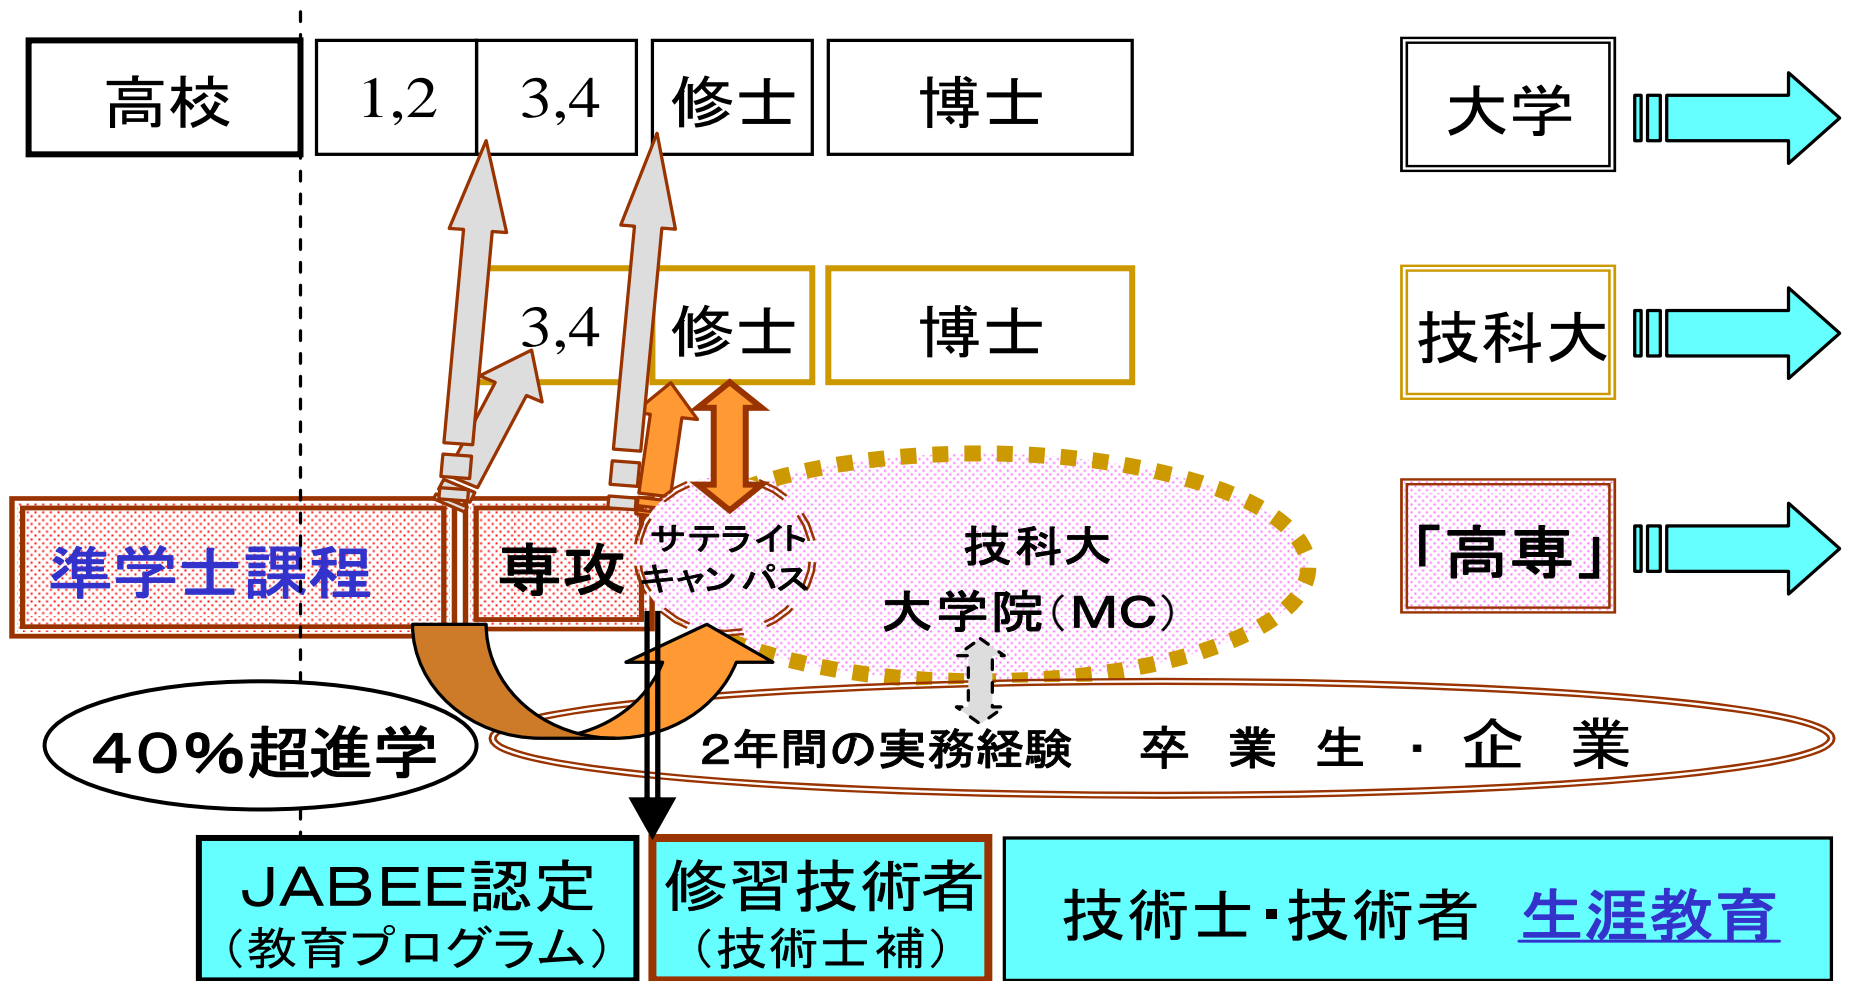 高校 1,2 3,4 修士 博士 大学
3,4 修士 博士 技科大
準学士課程 専攻
サテライト
キャンパス
技科大
大学院(MC)
「高専」
40%超進学
2年間の実務経験 卒業生・企業
JABEE認定
(教育プログラム)
修習技術者
(技術士補)
技術士・技術者 生涯教育